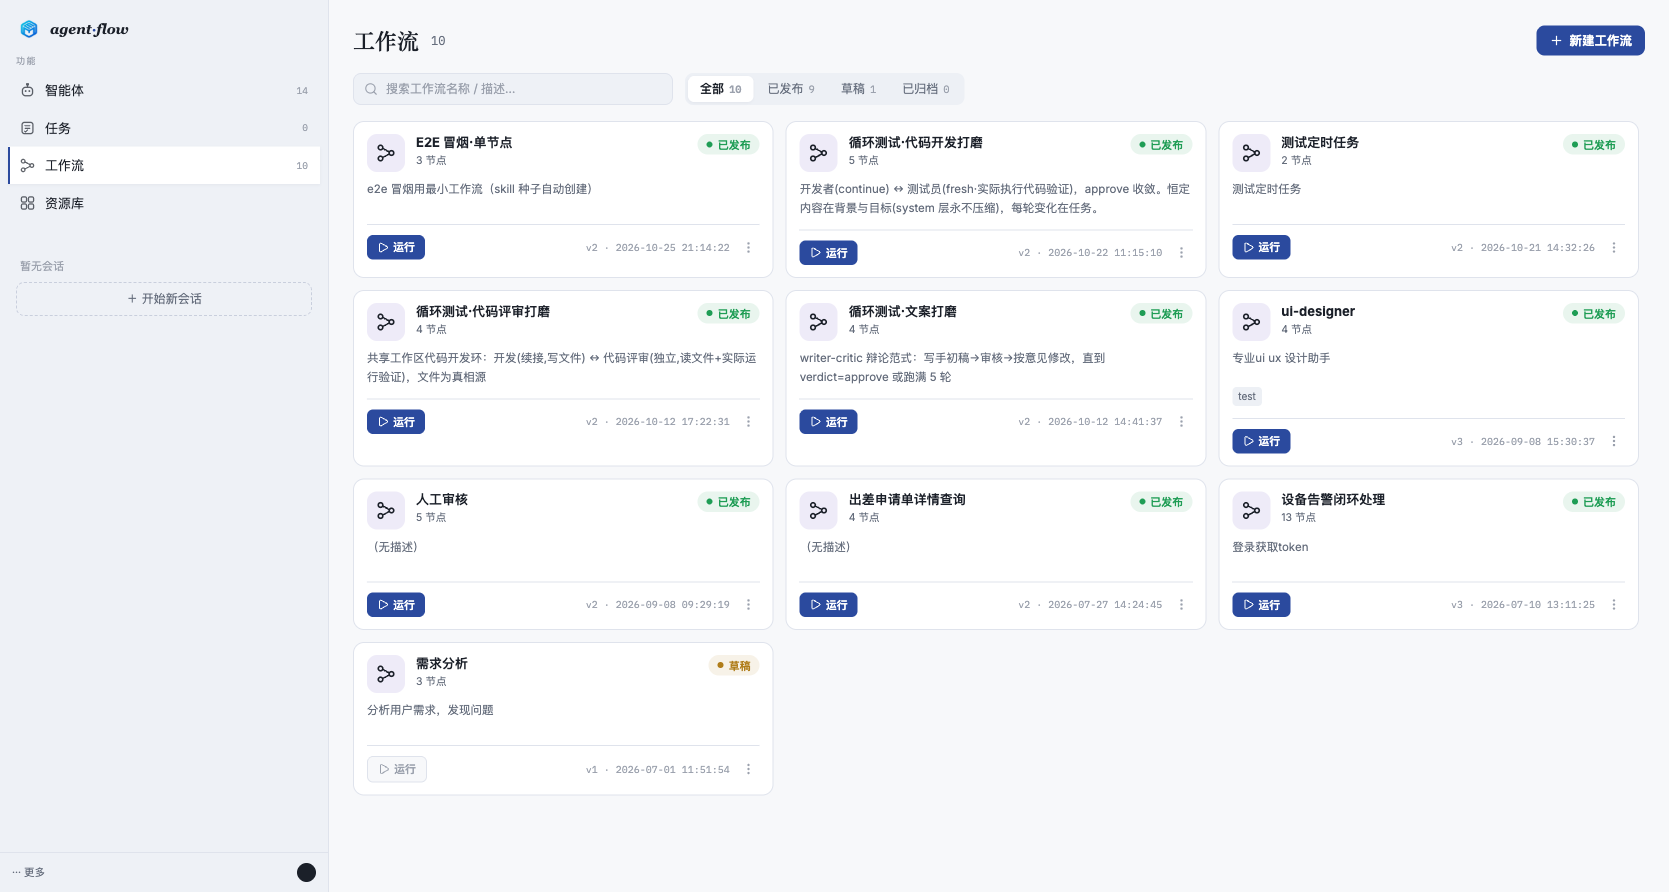 agent·flow
功能
智能体 14
任务 0
工作流 10
资源库
暂无会话
+ 开始新会话
··· 更多
工作流 10
+ 新建工作流
搜索工作流名称 / 描述...
全部 10 已发布 9 草稿 1 已归档 0
E2E 冒烟·单节点
已发布
3 节点
e2e 冒烟用最小工作流（skill 种子自动创建）
运行
v2 · 2026-10-25 21:14:22
循环测试·代码开发打磨
已发布
5 节点
开发者(continue) ↔ 测试员(fresh·实际执行代码验证)，approve 收敛。恒定
内容在背景与目标(system 层永不压缩)，每轮变化在任务。
运行
v2 · 2026-10-22 11:15:10
测试定时任务
已发布
2 节点
测试定时任务
运行
v2 · 2026-10-21 14:32:26
循环测试·代码评审打磨
已发布
4 节点
共享工作区代码开发环：开发(续接,写文件) ↔ 代码评审(独立,读文件+实际运
行验证)，文件为真相源
运行
v2 · 2026-10-12 17:22:31
循环测试·文案打磨
已发布
4 节点
writer-critic 辩论范式：写手初稿→审核→按意见修改，直到
verdict=approve 或跑满 5 轮
运行
v2 · 2026-10-12 14:41:37
ui-designer
已发布
4 节点
专业ui ux 设计助手
test
运行
v3 · 2026-09-08 15:30:37
人工审核
已发布
5 节点
（无描述）
运行
v2 · 2026-09-08 09:29:19
出差申请单详情查询
已发布
4 节点
（无描述）
运行
v2 · 2026-07-27 14:24:45
设备告警闭环处理
已发布
13 节点
登录获取token
运行
v3 · 2026-07-10 13:11:25
需求分析
草稿
3 节点
分析用户需求，发现问题
运行
v1 · 2026-07-01 11:51:54